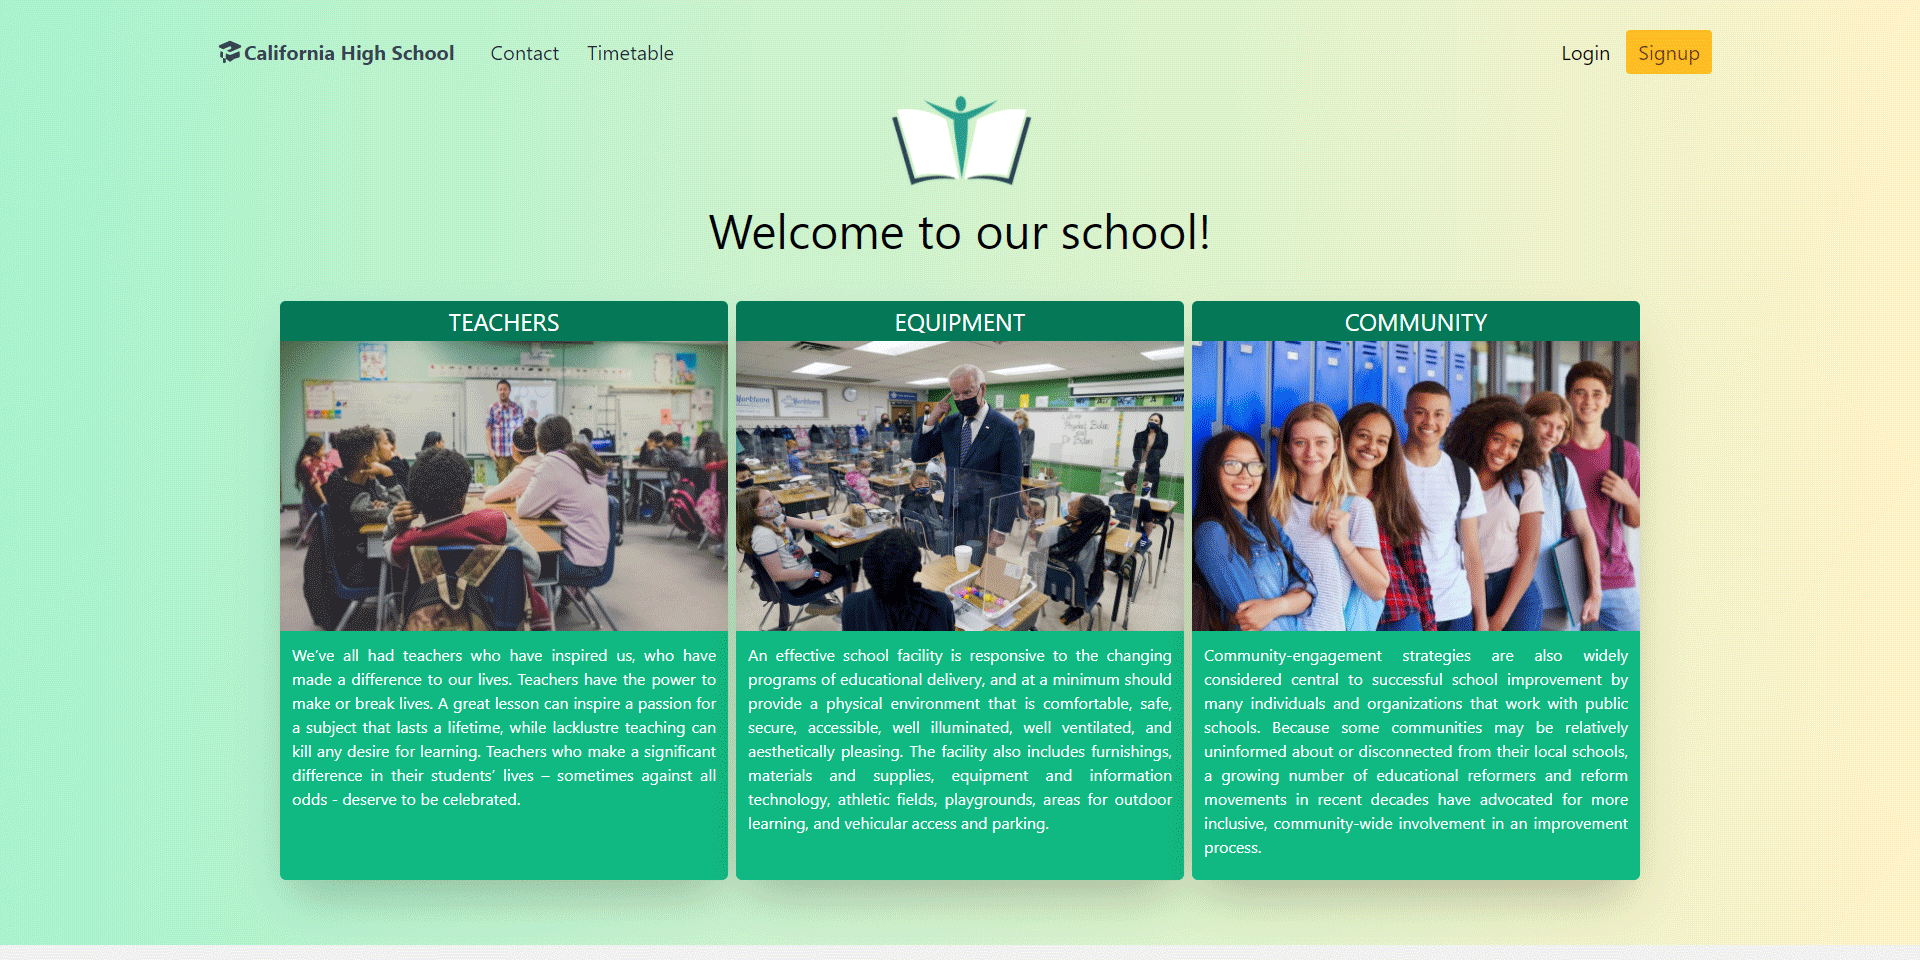 California High School Contact Timetable Login Signup
Welcome to our school!
TEACHERS
We've all had teachers who have inspired us, who have
made a difference to our lives. Teachers have the power to
make or break lives. A great lesson can inspire a passion for
a subject that lasts a lifetime, while lacklustre teaching can
kill any desire for learning. Teachers who make a significant
difference in their students' lives – sometimes against all
odds - deserve to be celebrated.
EQUIPMENT
An effective school facility is responsive to the changing
programs of educational delivery, and at a minimum should
provide a physical environment that is comfortable, safe,
secure, accessible, well illuminated, well ventilated, and
aesthetically pleasing. The facility also includes furnishings,
materials and supplies, equipment and information
technology, athletic fields, playgrounds, areas for outdoor
learning, and vehicular access and parking.
COMMUNITY
Community-engagement strategies are also widely
considered central to successful school improvement by
many individuals and organizations that work with public
schools. Because some communities may be relatively
uninformed about or disconnected from their local schools,
a growing number of educational reformers and reform
movements in recent decades have advocated for more
inclusive, community-wide involvement in an improvement
process.